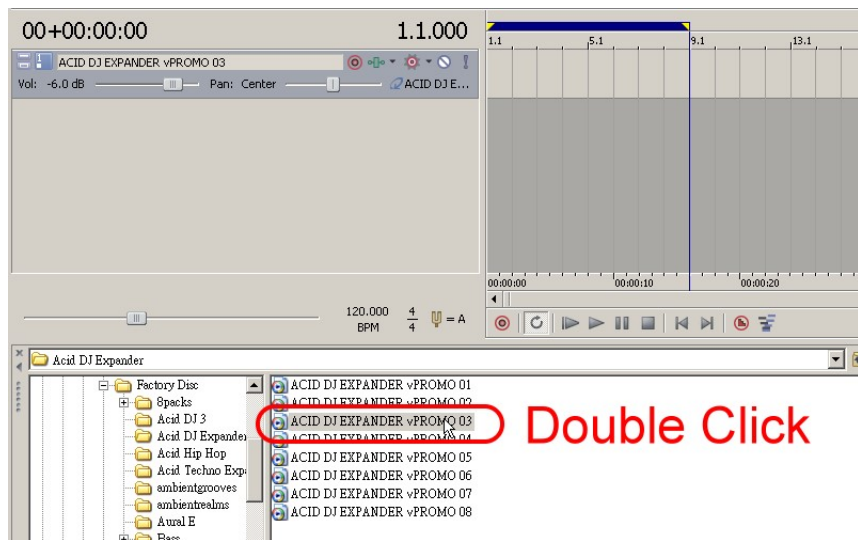 00+00:00:00 1.1.000
1.1 5.1 9.1 13.1
ACID DJ EXPANDER vPROMO 03
Vol: -6.0 dB Pan: Center ACID DJ E...
00:00:00 00:00:10 00:00:20
120.000 4 = A
BPM 4
Acid DJ Expander
Factory Disc
8packs
Acid DJ 3
Acid DJ Expander
Acid Hip Hop
Acid Techno Exp
ambientgrooves
ambientrealms
Aural E
Bass
ACID DJ EXPANDER vPROMO 01
ACID DJ EXPANDER vPROMO 02
ACID DJ EXPANDER vPROMO 03
ACID DJ EXPANDER vPROMO 04
ACID DJ EXPANDER vPROMO 05
ACID DJ EXPANDER vPROMO 06
ACID DJ EXPANDER vPROMO 07
ACID DJ EXPANDER vPROMO 08
Double Click